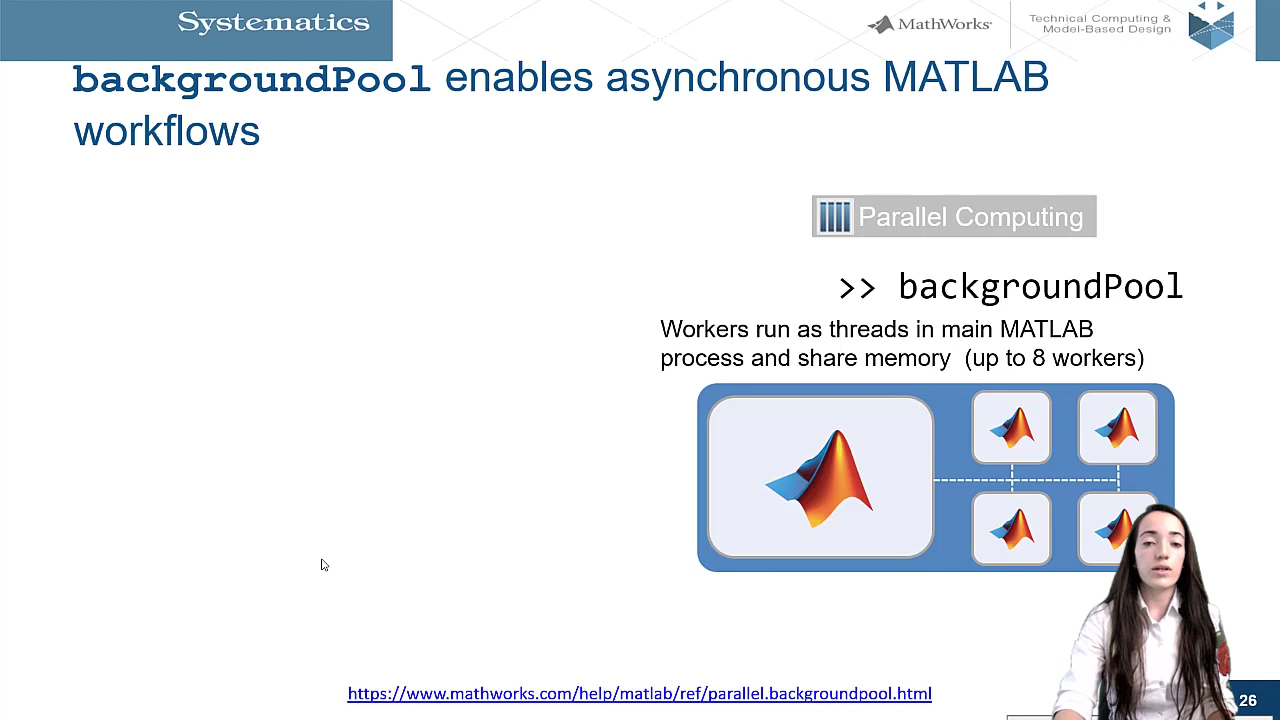 Systematics
MathWorks®
Technical Computing &
Model-Based Design
backgroundPool enables asynchronous MATLAB
workflows
Parallel Computing
>> backgroundPool
Workers run as threads in main MATLAB
process and share memory (up to 8 workers)
https://www.mathworks.com/help/matlab/ref/parallel.backgroundpool.html
26